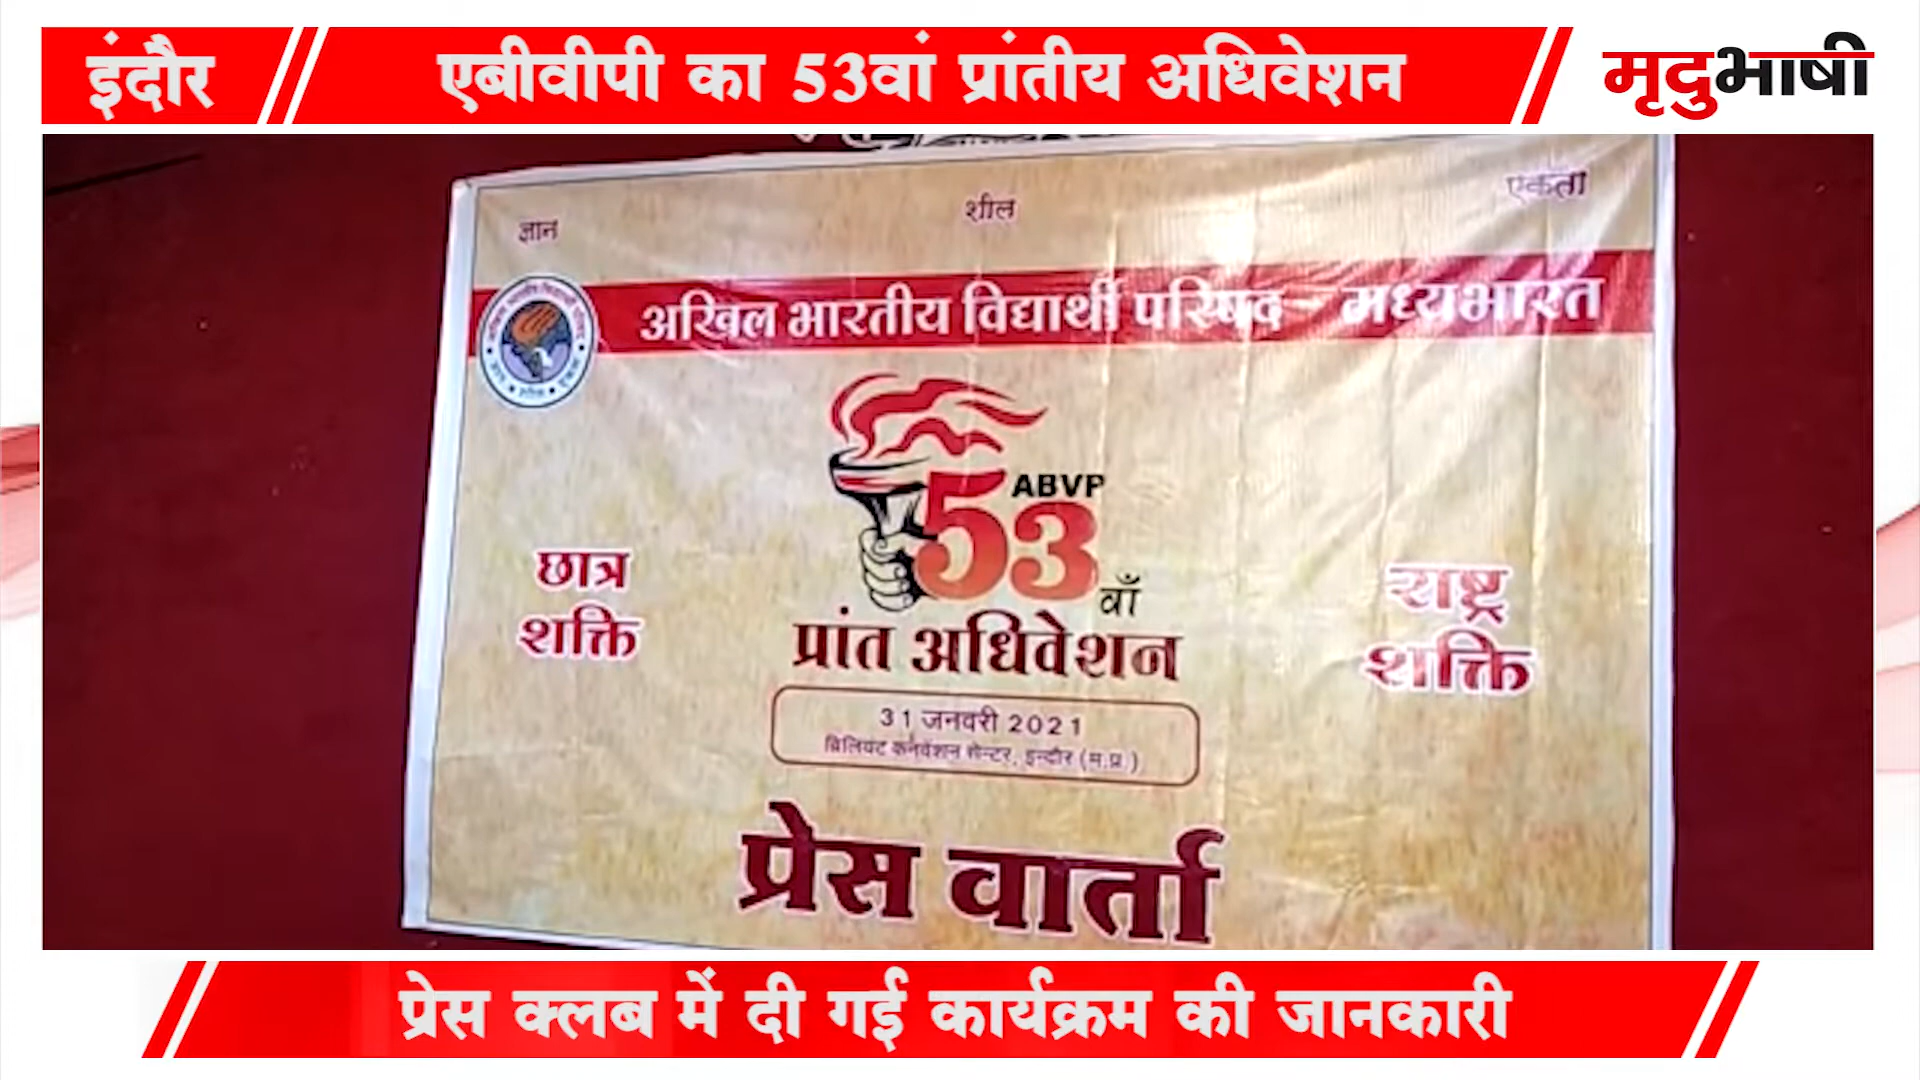 इंदौर
एबीवीपी का 53वां प्रांतीय अधिवेशन
मृदुभाषी
ज्ञान
शील
एकता
अखिल भारतीय विद्यार्थी परिषद - मध्यभारत
ABVP
53वाँ
प्रांत अधिवेशन
छात्र
शक्ति
राष्ट्र
शक्ति
31 जनवरी 2021
ब्रिलियंट कन्वेंशन सेन्टर, इन्दौर (म.प्र.)
प्रेस वार्ता
प्रेस क्लब में दी गई कार्यक्रम की जानकारी